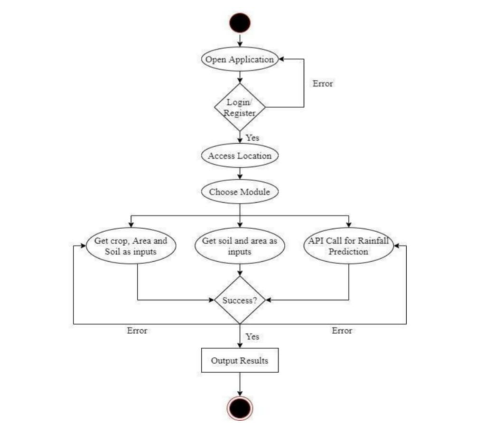 Open Application
Error
Login/
Register
Yes
Access Location
Choose Module
Get crop, Area and
Soil as inputs
Get soil and area as
inputs
API Call for Rainfall
Prediction
Success?
Error
Yes
Error
Output Results